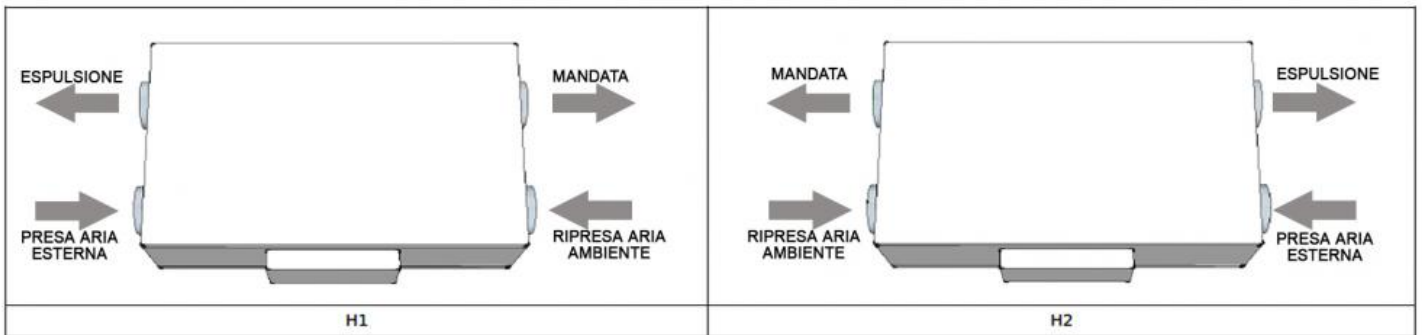 ESPULSIONE
MANDATA
PRESA ARIA
ESTERNA
RIPRESA ARIA
AMBIENTE
H1
MANDATA
ESPULSIONE
RIPRESA ARIA
AMBIENTE
PRESA ARIA
ESTERNA
H2